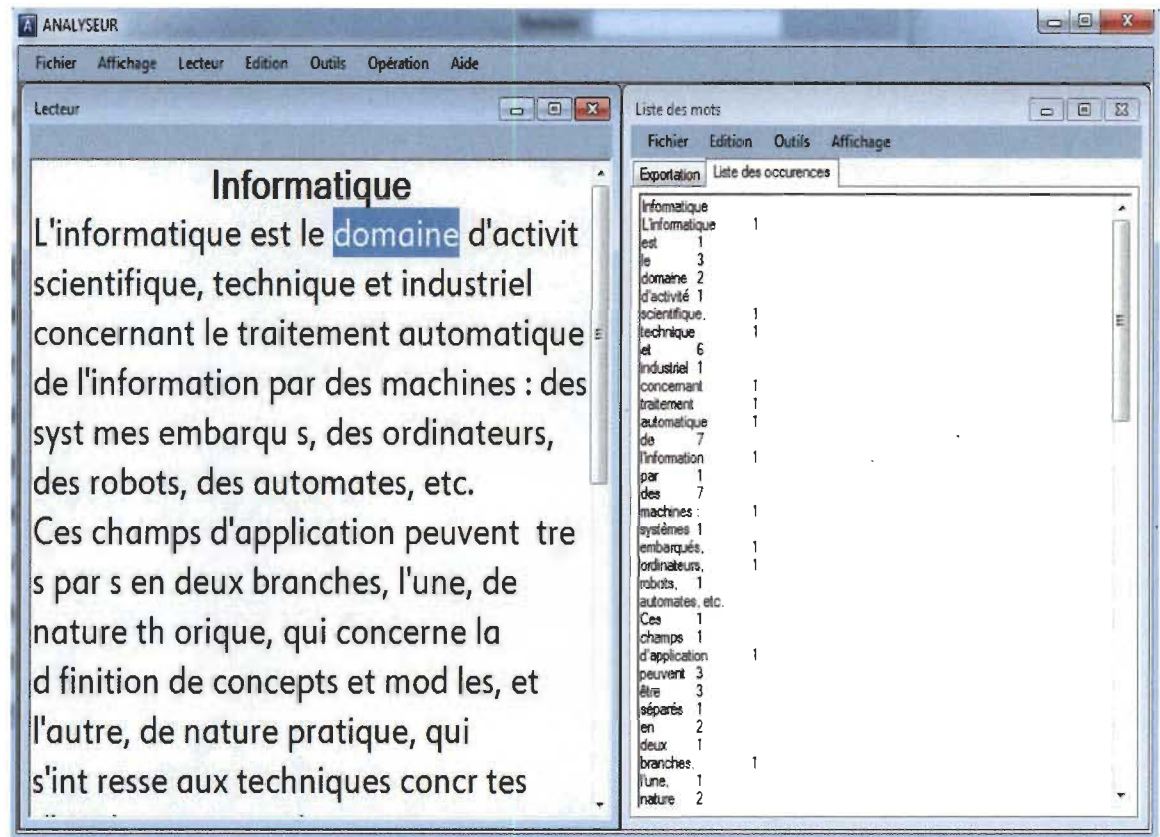 ANALYSEUR
Fichier Affichage Lecteur Edition Outils Opération Aide
Lecteur
Informatique
L'informatique est le domaine d'activit
scientifique, technique et industriel
concernant le traitement automatique
de l'information par des machines : des
syst mes embarqu s, des ordinateurs,
des robots, des automates, etc.
Ces champs d'application peuvent tre
s par s en deux branches, l'une, de
nature th orique, qui concerne la
d finition de concepts et mod les, et
l'autre, de nature pratique, qui
s'int resse aux techniques concr tes
Liste des mots
Fichier Edition Outils Affichage
Exportation Liste des occurences
Informatique
L'informatique 1
est 1
le 3
domaine 2
d'activité 1
scientifique, 1
technique 1
et 6
industriel 1
concernant 1
traitement 1
automatique 1
de 7
l'information 1
par 1
des 7
machines : 1
systèmes 1
embarqués, 1
ordinateurs, 1
robots, 1
automates, etc.
Ces 1
champs 1
d'application 1
peuvent 3
être 3
séparés 1
en 2
deux 1
branches, 1
l'une, 1
nature 2